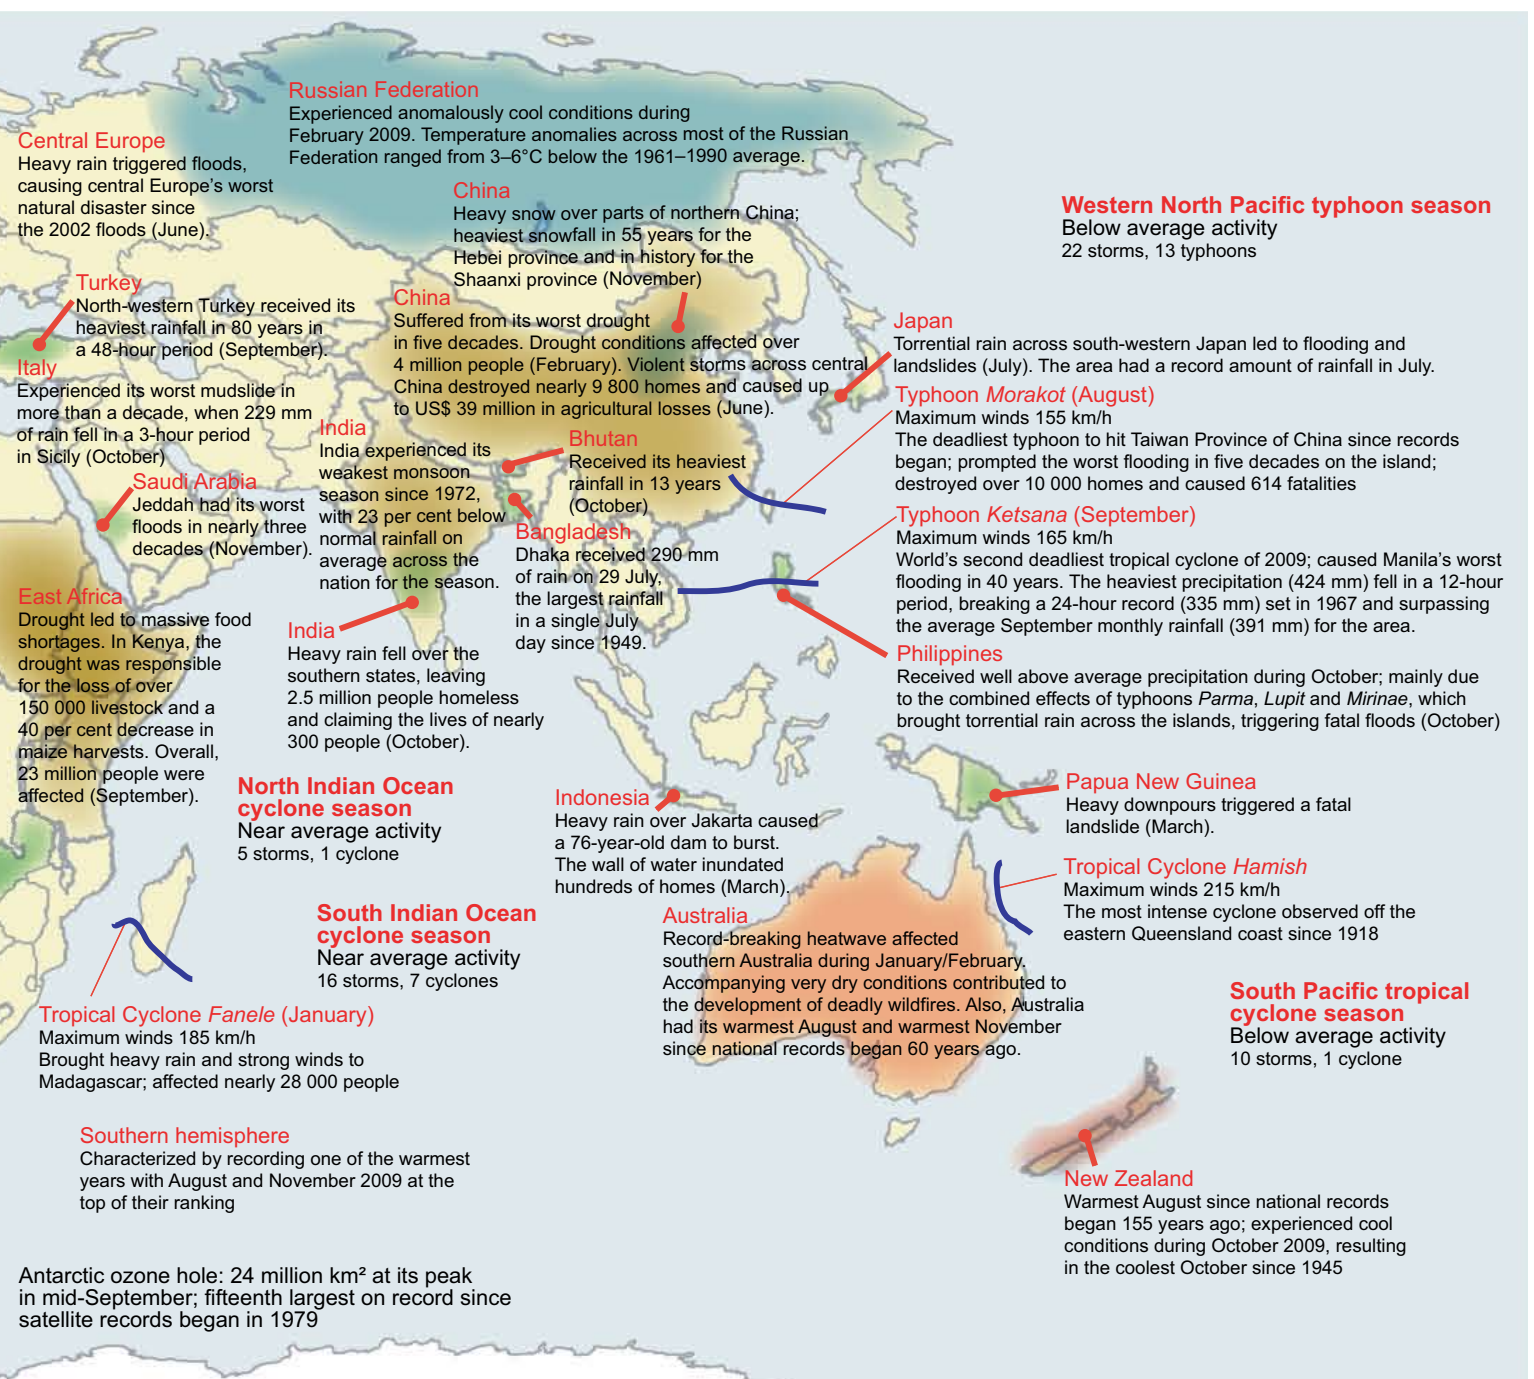 Russian Federation
Experienced anomalously cool conditions during
February 2009. Temperature anomalies across most of the Russian
Federation ranged from 3–6°C below the 1961–1990 average.
Central Europe
Heavy rain triggered floods,
causing central Europe's worst
natural disaster since
the 2002 floods (June).
China
Heavy snow over parts of northern China;
heaviest snowfall in 55 years for the
Hebei province and in history for the
Shaanxi province (November)
Western North Pacific typhoon season
Below average activity
22 storms, 13 typhoons
Turkey
North-western Turkey received its
heaviest rainfall in 80 years in
a 48-hour period (September).
China
Suffered from its worst drought
in five decades. Drought conditions affected over
4 million people (February). Violent storms across central
China destroyed nearly 9 800 homes and caused up
to US$ 39 million in agricultural losses (June).
Japan
Torrential rain across south-western Japan led to flooding and
landslides (July). The area had a record amount of rainfall in July.
Italy
Experienced its worst mudslide in
more than a decade, when 229 mm
of rain fell in a 3-hour period
in Sicily (October)
Typhoon Morakot (August)
Maximum winds 155 km/h
The deadliest typhoon to hit Taiwan Province of China since records
began; prompted the worst flooding in five decades on the island;
destroyed over 10 000 homes and caused 614 fatalities
India
India experienced its
weakest monsoon
season since 1972,
with 23 per cent below
normal rainfall on
average across the
nation for the season.
Bhutan
Received its heaviest
rainfall in 13 years
(October)
Saudi Arabia
Jeddah had its worst
floods in nearly three
decades (November).
Typhoon Ketsana (September)
Maximum winds 165 km/h
World's second deadliest tropical cyclone of 2009; caused Manila's worst
flooding in 40 years. The heaviest precipitation (424 mm) fell in a 12-hour
period, breaking a 24-hour record (335 mm) set in 1967 and surpassing
the average September monthly rainfall (391 mm) for the area.
Bangladesh
Dhaka received 290 mm
of rain on 29 July,
the largest rainfall
in a single July
day since 1949.
East Africa
Drought led to massive food
shortages. In Kenya, the
drought was responsible
for the loss of over
150 000 livestock and a
40 per cent decrease in
maize harvests. Overall,
23 million people were
affected (September).
India
Heavy rain fell over the
southern states, leaving
2.5 million people homeless
and claiming the lives of nearly
300 people (October).
Philippines
Received well above average precipitation during October; mainly due
to the combined effects of typhoons Parma, Lupit and Mirinae, which
brought torrential rain across the islands, triggering fatal floods (October)
North Indian Ocean
cyclone season
Near average activity
5 storms, 1 cyclone
Indonesia
Heavy rain over Jakarta caused
a 76-year-old dam to burst.
The wall of water inundated
hundreds of homes (March).
Papua New Guinea
Heavy downpours triggered a fatal
landslide (March).
Tropical Cyclone Hamish
Maximum winds 215 km/h
The most intense cyclone observed off the
eastern Queensland coast since 1918
South Indian Ocean
cyclone season
Near average activity
16 storms, 7 cyclones
Australia
Record-breaking heatwave affected
southern Australia during January/February.
Accompanying very dry conditions contributed to
the development of deadly wildfires. Also, Australia
had its warmest August and warmest November
since national records began 60 years ago.
South Pacific tropical
cyclone season
Below average activity
10 storms, 1 cyclone
Tropical Cyclone Fanele (January)
Maximum winds 185 km/h
Brought heavy rain and strong winds to
Madagascar; affected nearly 28 000 people
Southern hemisphere
Characterized by recording one of the warmest
years with August and November 2009 at the
top of their ranking
New Zealand
Warmest August since national records
began 155 years ago; experienced cool
conditions during October 2009, resulting
in the coolest October since 1945
Antarctic ozone hole: 24 million km² at its peak
in mid-September; fifteenth largest on record since
satellite records began in 1979